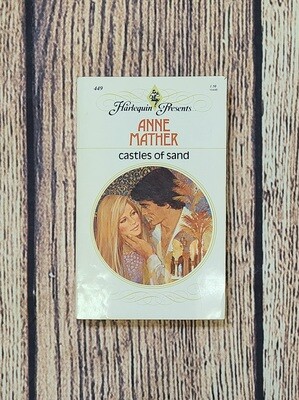 449
Harlequin Presents
ANNE
MATHER
castles of sand